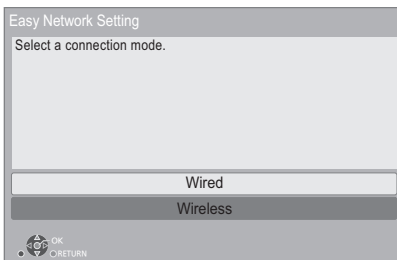 Easy Network Setting
Select a connection mode.
Wired
Wireless
OK
RETURN